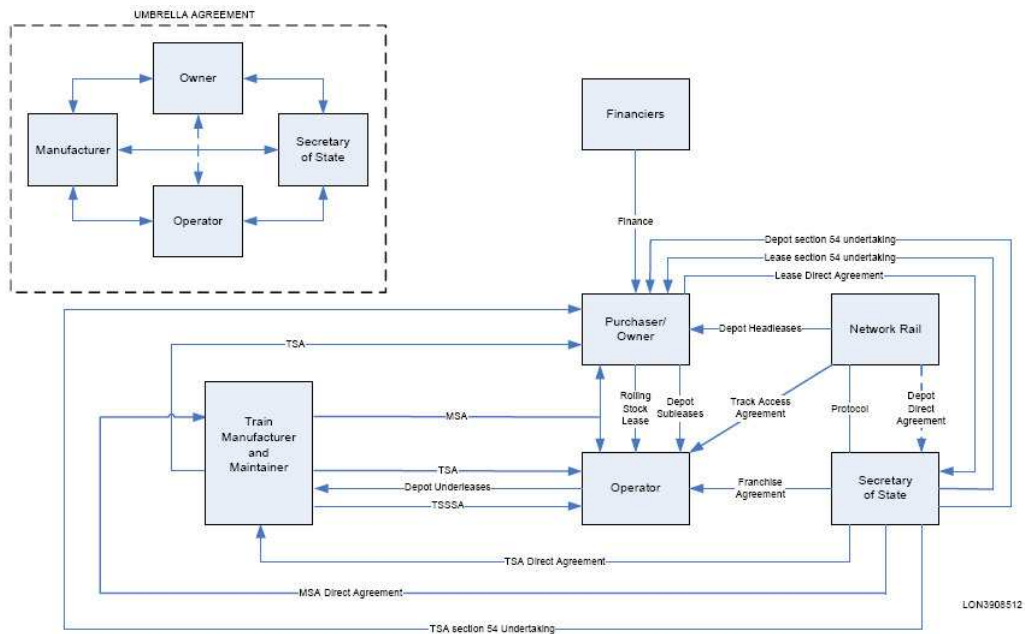 UMBRELLA AGREEMENT
Owner
Manufacturer
Secretary
of State
Operator
Financiers
Finance
Depot section 54 undertaking
Lease section 54 undertaking
Lease Direct Agreement
Purchaser/
Owner
Depot Headleases
Network Rail
TSA
Rolling
Stock
Lease
Depot
Subleases
Track Access
Agreement
Protocol
Depot
Direct
Agreement
Train
Manufacturer
and
Maintainer
MSA
TSA
Depot Underleases
TSSSA
Operator
Franchise
Agreement
Secretary
of State
TSA Direct Agreement
MSA Direct Agreement
LON3908512
TSA section 54 Undertaking